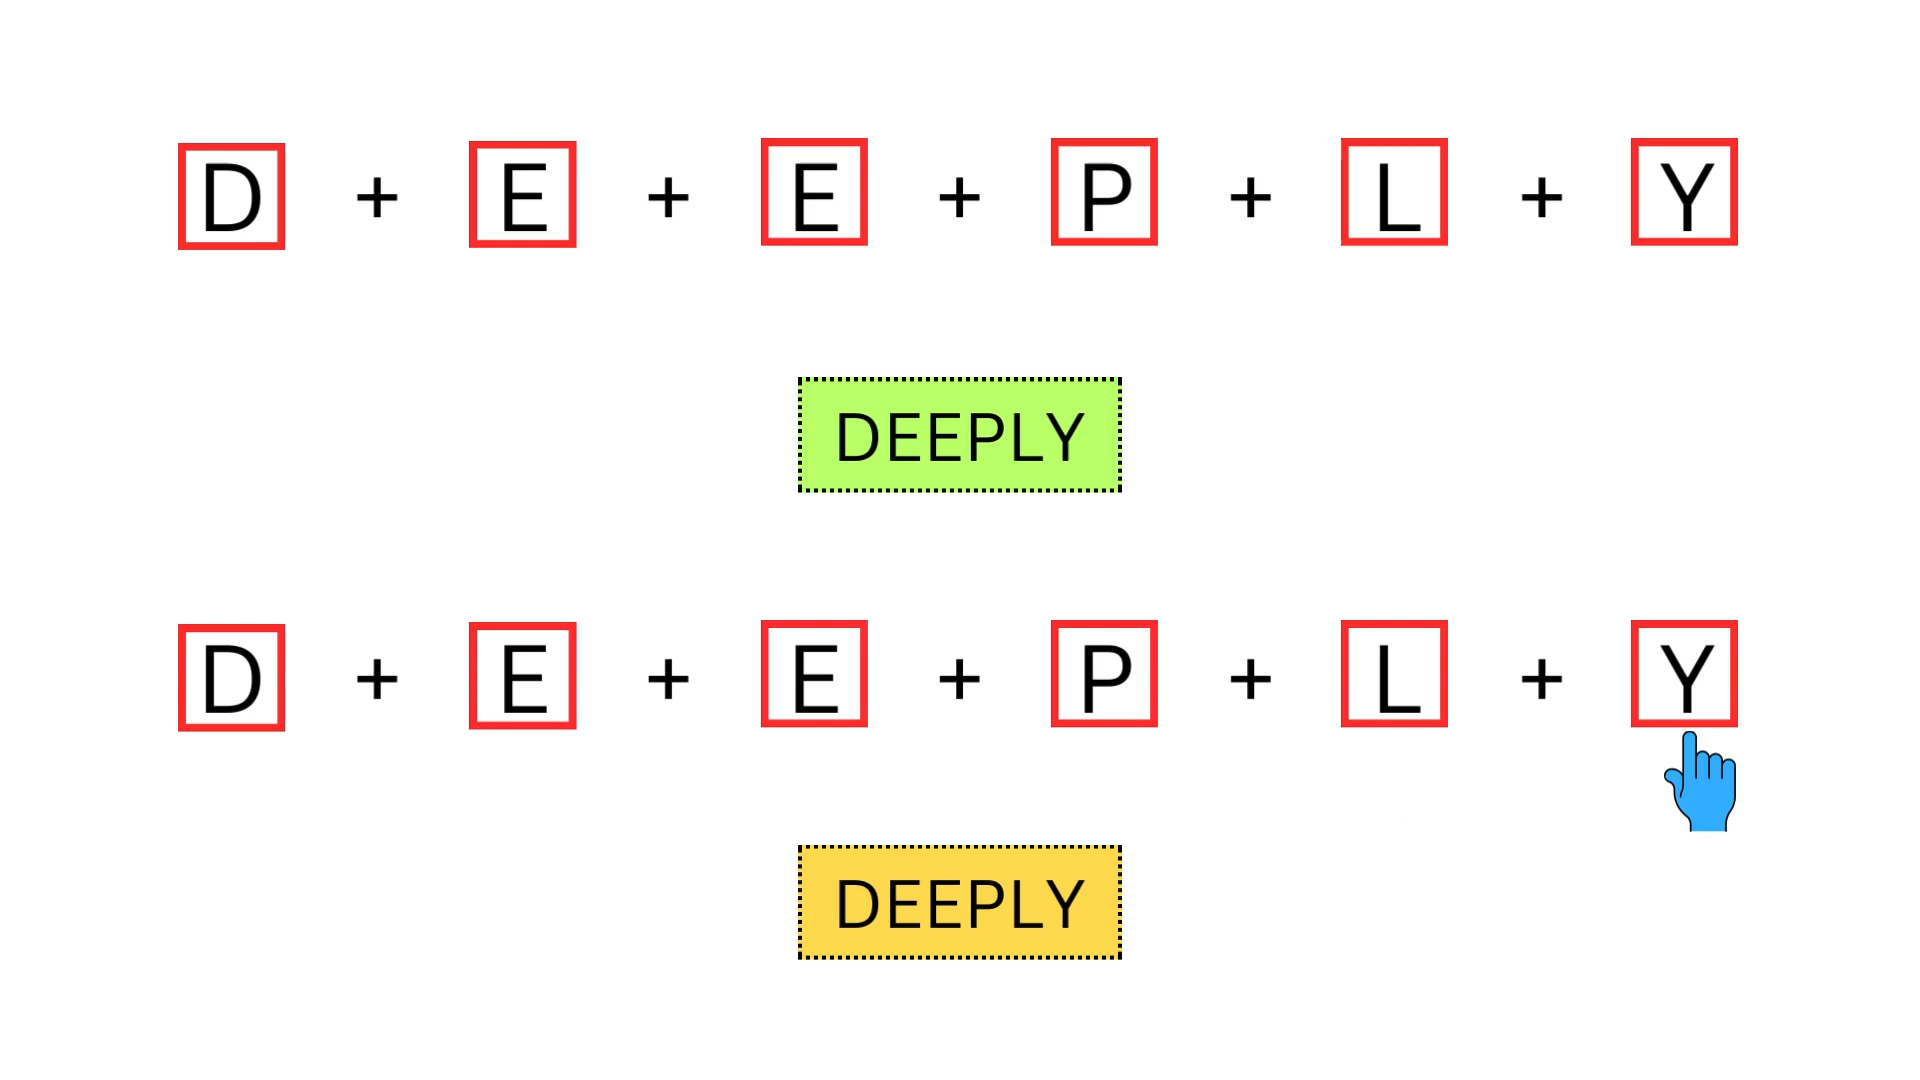 D + E + E + P + L + Y
DEEPLY
D + E + E + P + L + Y
DEEPLY